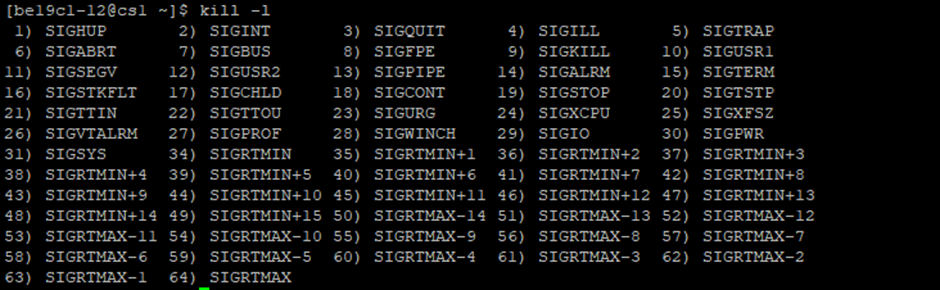 [be19c1-12@cs1 ~]$ kill -l
 1) SIGHUP       2) SIGINT       3) SIGQUIT      4) SIGILL       5) SIGTRAP
 6) SIGABRT      7) SIGBUS       8) SIGFPE       9) SIGKILL     10) SIGUSR1
11) SIGSEGV     12) SIGUSR2     13) SIGPIPE     14) SIGALRM     15) SIGTERM
16) SIGSTKFLT   17) SIGCHLD     18) SIGCONT     19) SIGSTOP     20) SIGTSTP
21) SIGTTIN     22) SIGTTOU     23) SIGURG      24) SIGXCPU     25) SIGXFSZ
26) SIGVTALRM   27) SIGPROF     28) SIGWINCH    29) SIGIO       30) SIGPWR
31) SIGSYS      34) SIGRTMIN    35) SIGRTMIN+1  36) SIGRTMIN+2  37) SIGRTMIN+3
38) SIGRTMIN+4  39) SIGRTMIN+5  40) SIGRTMIN+6  41) SIGRTMIN+7  42) SIGRTMIN+8
43) SIGRTMIN+9  44) SIGRTMIN+10 45) SIGRTMIN+11 46) SIGRTMIN+12 47) SIGRTMIN+13
48) SIGRTMIN+14 49) SIGRTMIN+15 50) SIGRTMAX-14 51) SIGRTMAX-13 52) SIGRTMAX-12
53) SIGRTMAX-11 54) SIGRTMAX-10 55) SIGRTMAX-9  56) SIGRTMAX-8  57) SIGRTMAX-7
58) SIGRTMAX-6  59) SIGRTMAX-5  60) SIGRTMAX-4  61) SIGRTMAX-3  62) SIGRTMAX-2
63) SIGRTMAX-1  64) SIGRTMAX